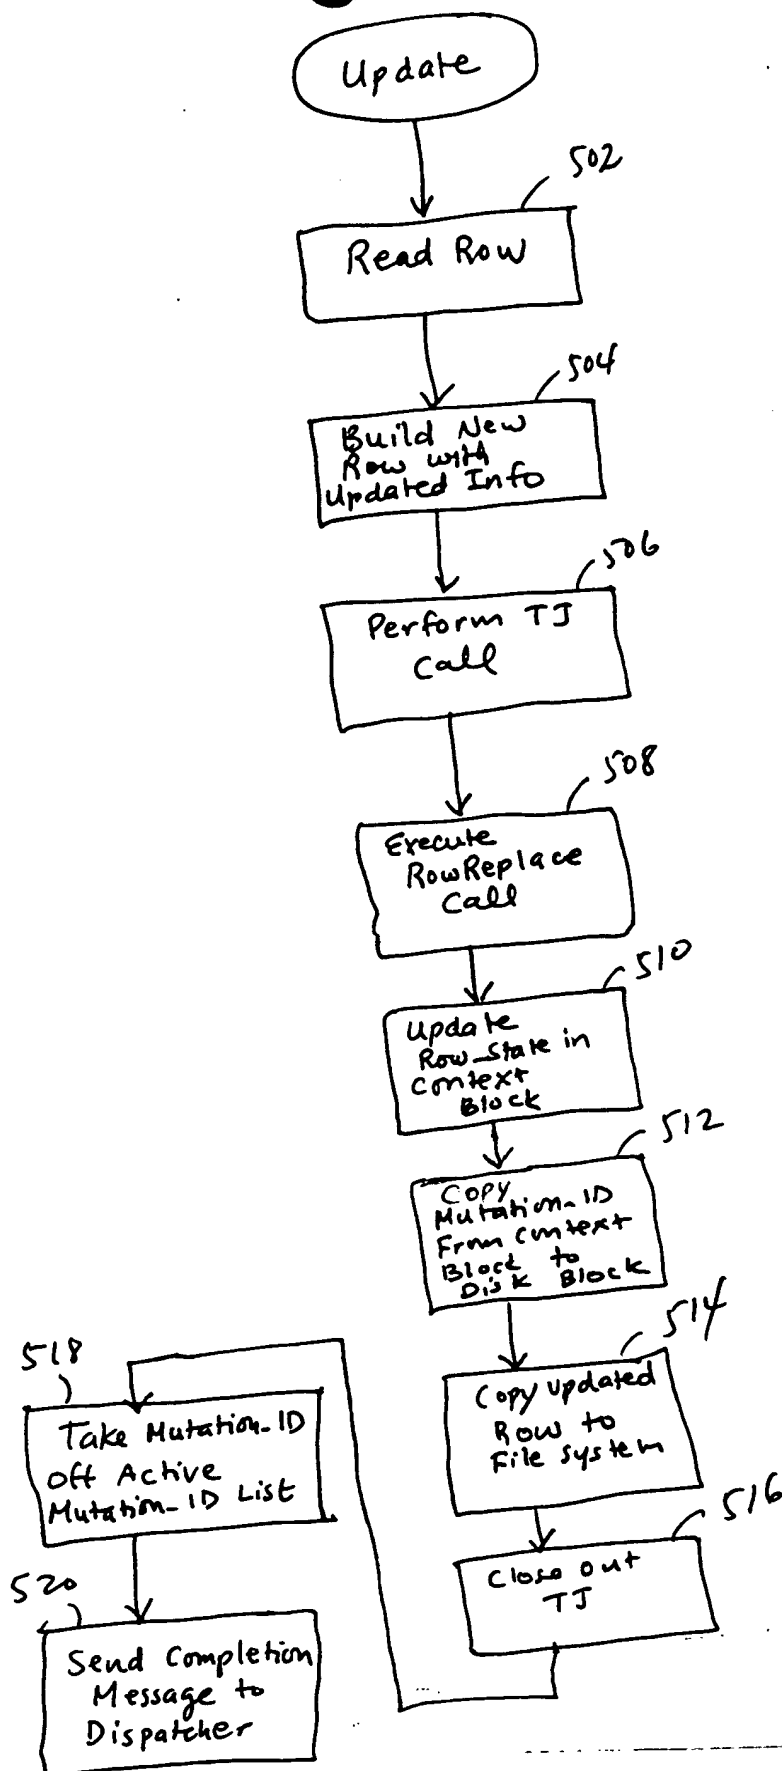 Update
502
Read Row
504
Build New
Row with
Updated Info
506
Perform TJ
Call
508
Execute
RowReplace
Call
510
Update
Row_State in
Context
Block
512
Copy
Mutation_ID
From Context
Block to
Disk Block
514
Copy Updated
Row to
File System
516
Close out
TJ
518
Take Mutation_ID
off Active
Mutation_ID List
520
Send Completion
Message to
Dispatcher